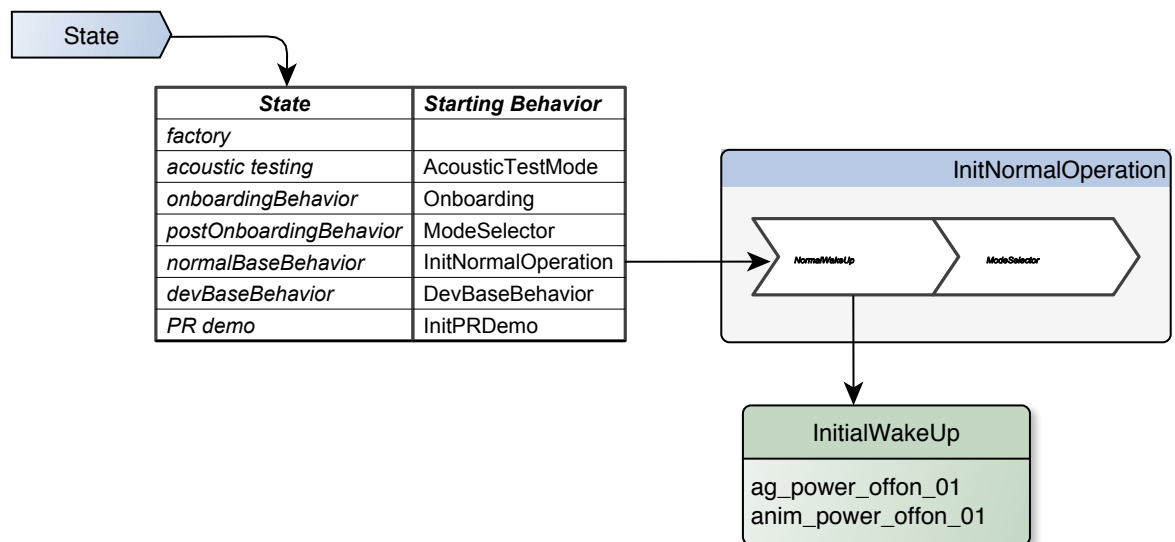 State
State Starting Behavior
factory
acoustic testing AcousticTestMode
onboardingBehavior Onboarding
postOnboardingBehavior ModeSelector
normalBaseBehavior InitNormalOperation
devBaseBehavior DevBaseBehavior
PR demo InitPRDemo
InitNormalOperation
NormalWakeUp ModeSelector
InitialWakeUp
ag_power_offon_01
anim_power_offon_01